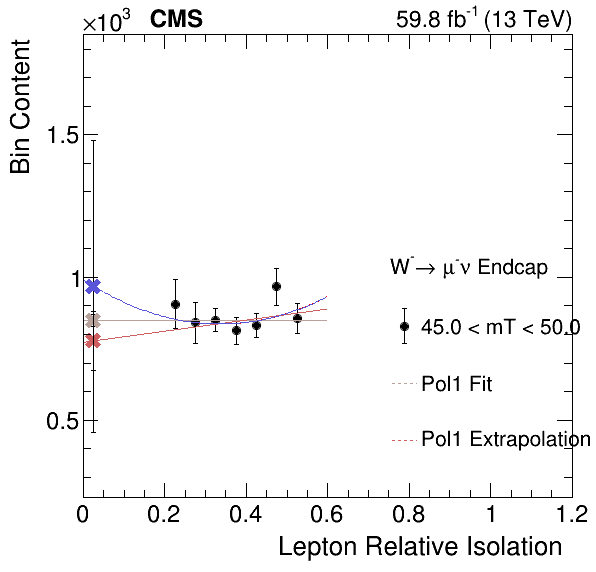 ×10³ CMS 59.8 fb⁻¹ (13 TeV)
Bin Content
1.5
1
0.5
W⁻→ μ⁻ν Endcap
45.0 < mT < 50.0
Pol1 Fit
Pol1 Extrapolation
0 0.2 0.4 0.6 0.8 1 1.2
Lepton Relative Isolation